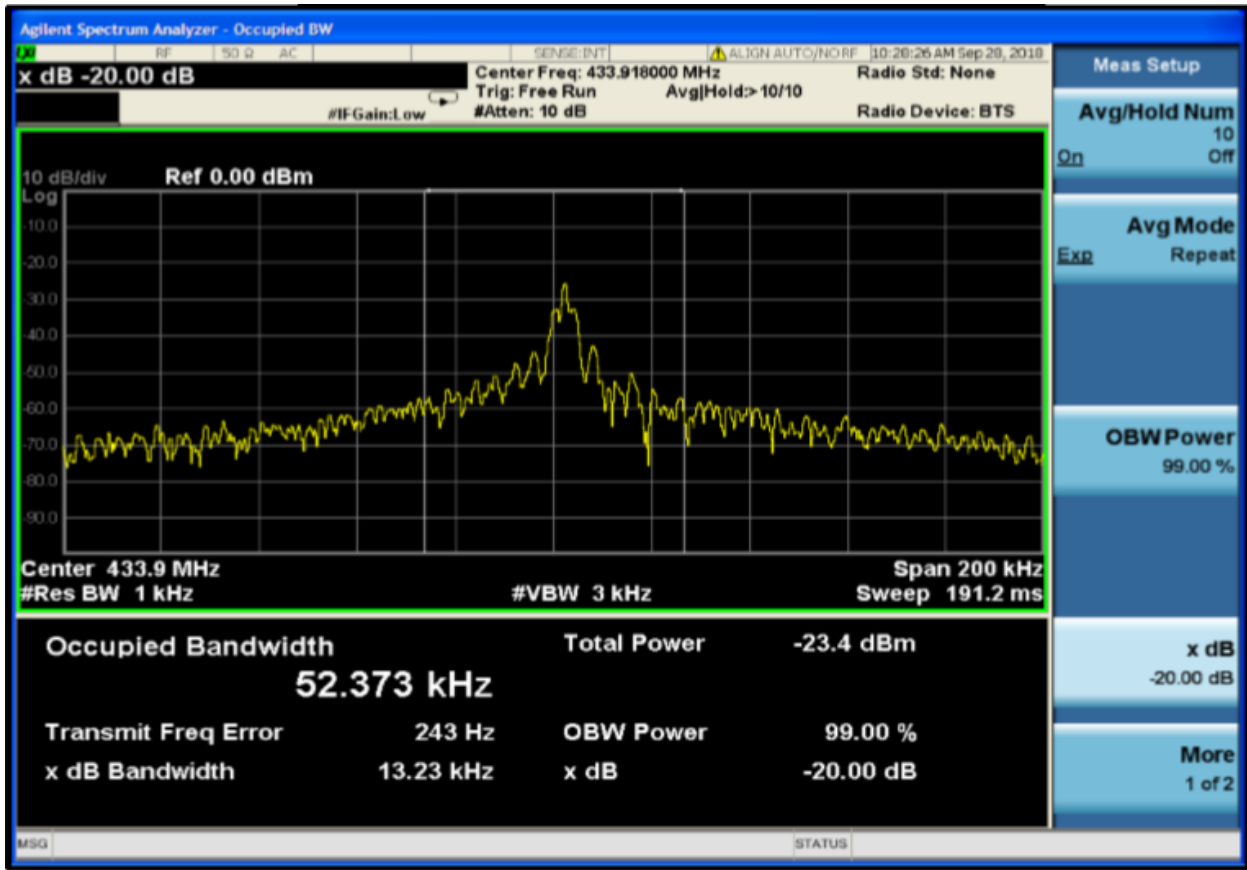 Agilent Spectrum Analyzer - Occupied BW
LXI RF 50 Ω AC SENSE:INT ALIGN AUTO/NO RF 10:28:26 AM Sep 28, 2018
x dB -20.00 dB
Center Freq: 433.918000 MHz
Radio Std: None
Trig: Free Run Avg|Hold:> 10/10
#IFGain:Low
#Atten: 10 dB
Radio Device: BTS
10 dB/div Ref 0.00 dBm
Log
-10.0
-20.0
-30.0
-40.0
-50.0
-60.0
-70.0
-80.0
-90.0
Center 433.9 MHz Span 200 kHz
#Res BW 1 kHz #VBW 3 kHz Sweep 191.2 ms
Occupied Bandwidth Total Power -23.4 dBm
52.373 kHz
Transmit Freq Error 243 Hz OBW Power 99.00 %
x dB Bandwidth 13.23 kHz x dB -20.00 dB
MSG STATUS
Meas Setup
Avg/Hold Num
10
On Off
Avg Mode
Exp Repeat
OBW Power
99.00 %
x dB
-20.00 dB
More
1 of 2